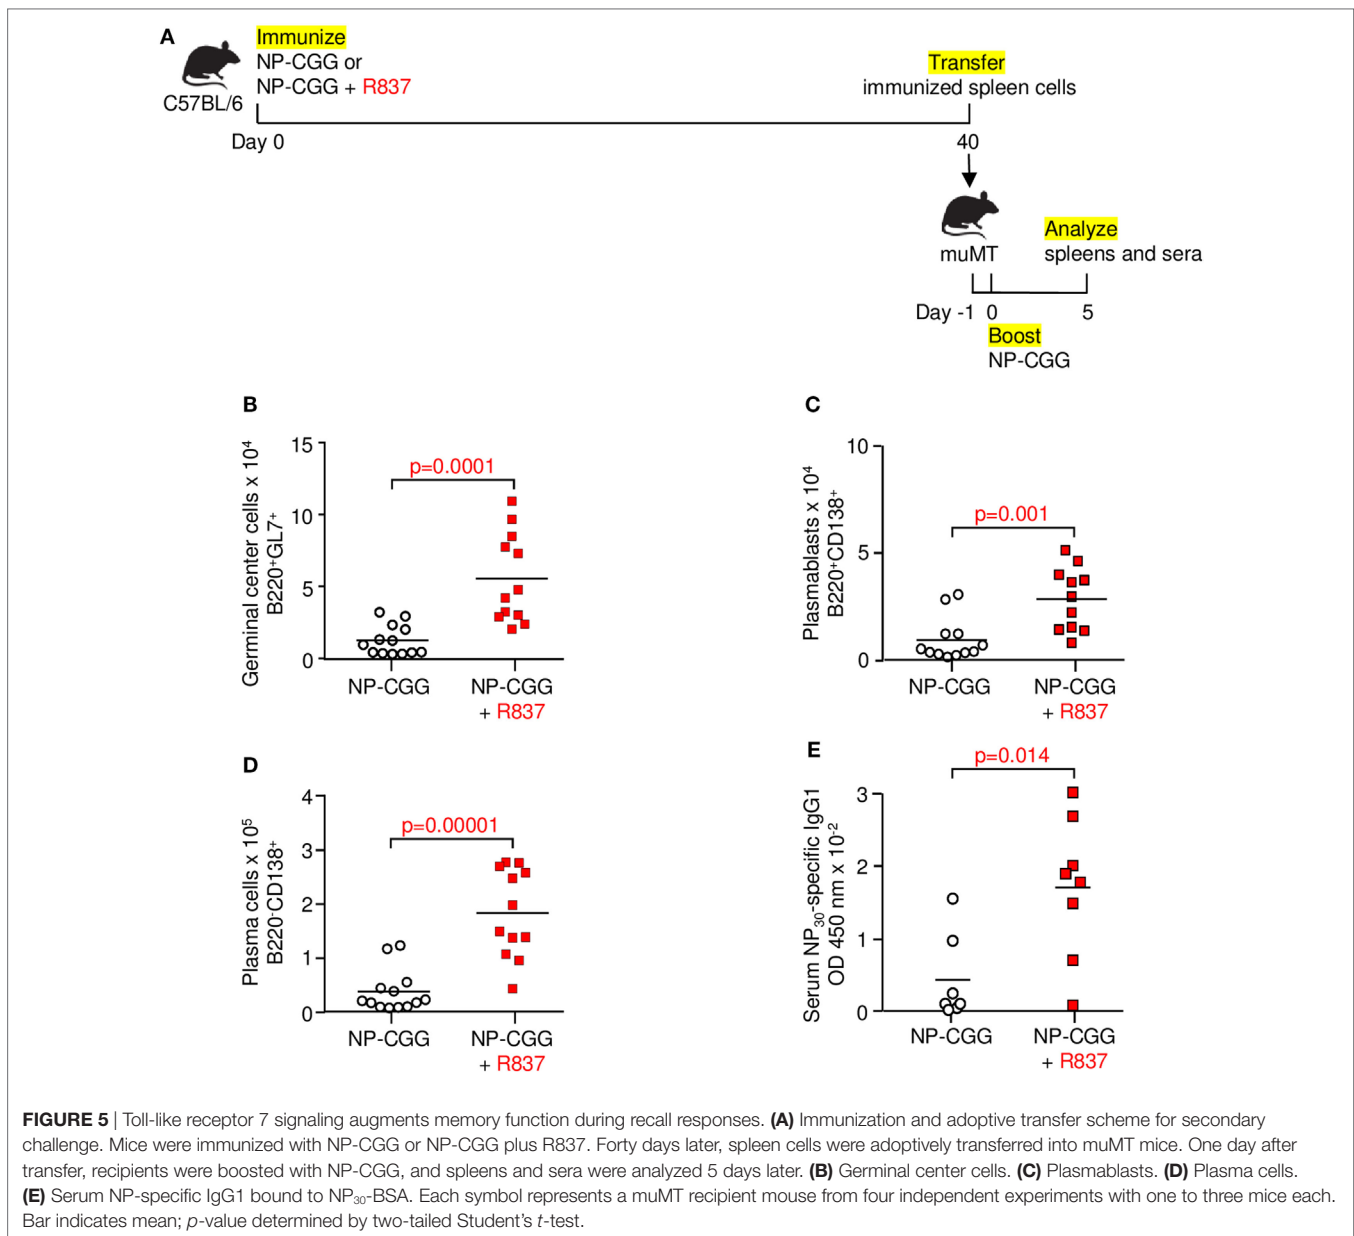 A
Immunize
NP-CGG or
NP-CGG + R837
C57BL/6
Transfer
immunized spleen cells
Day 0
40
muMT
Analyze
spleens and sera
Day -1 0 5
Boost
NP-CGG
B
Germinal center cells x 10⁴
B220⁺GL7⁺
15
10
5
0
p=0.0001
NP-CGG
NP-CGG
+ R837
C
Plasmablasts x 10⁴
B220⁺CD138⁺
10
5
0
p=0.001
NP-CGG
NP-CGG
+ R837
D
Plasma cells x 10⁵
B220⁻CD138⁺
4
3
2
1
0
p=0.00001
NP-CGG
NP-CGG
+ R837
E
Serum NP₃₀-specific IgG1
OD 450 nm x 10⁻²
3
2
1
0
p=0.014
NP-CGG
NP-CGG
+ R837
FIGURE 5 | Toll-like receptor 7 signaling augments memory function during recall responses. (A) Immunization and adoptive transfer scheme for secondary
challenge. Mice were immunized with NP-CGG or NP-CGG plus R837. Forty days later, spleen cells were adoptively transferred into muMT mice. One day after
transfer, recipients were boosted with NP-CGG, and spleens and sera were analyzed 5 days later. (B) Germinal center cells. (C) Plasmablasts. (D) Plasma cells.
(E) Serum NP-specific IgG1 bound to NP₃₀-BSA. Each symbol represents a muMT recipient mouse from four independent experiments with one to three mice each.
Bar indicates mean; p-value determined by two-tailed Student’s t-test.